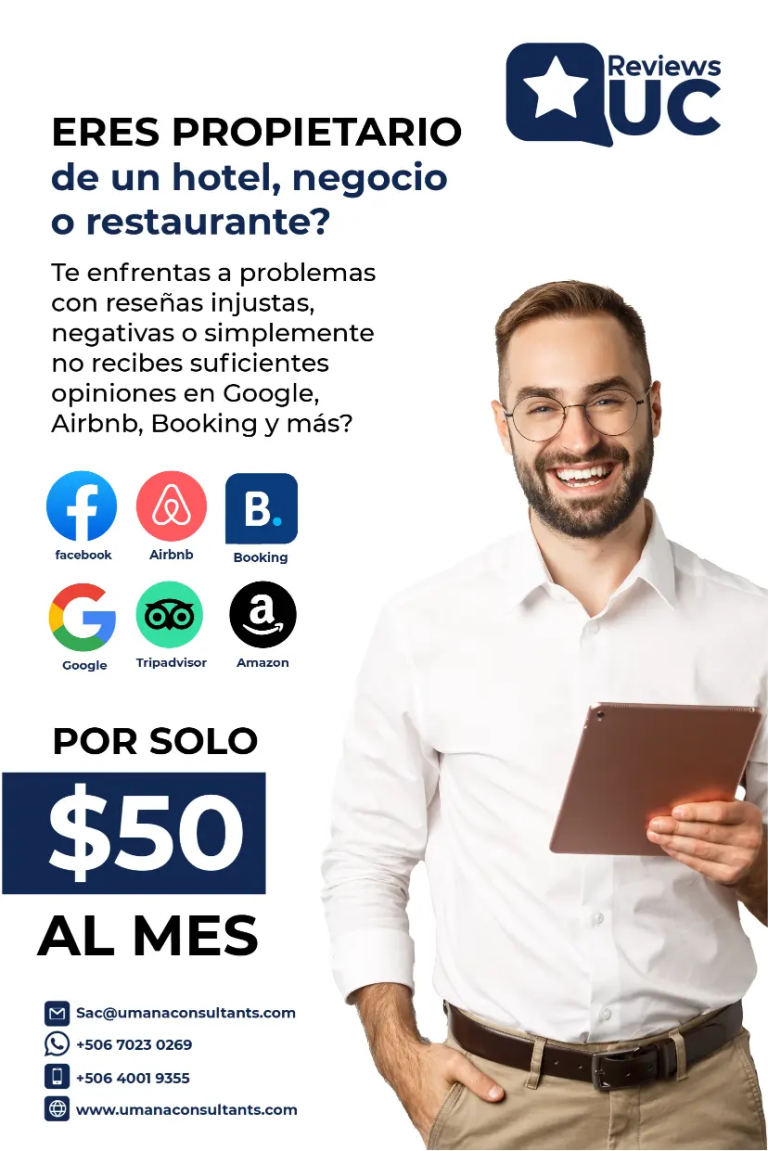 Reviews
UC
ERES PROPIETARIO
de un hotel, negocio
o restaurante?
Te enfrentas a problemas
con reseñas injustas,
negativas o simplemente
no recibes suficientes
opiniones en Google,
Airbnb, Booking y más?
facebook Airbnb B. Booking
Google Tripadvisor a Amazon
POR SOLO
$50
AL MES
Sac@umanaconsultants.com
+506 7023 0269
+506 4001 9355
www.umanaconsultants.com